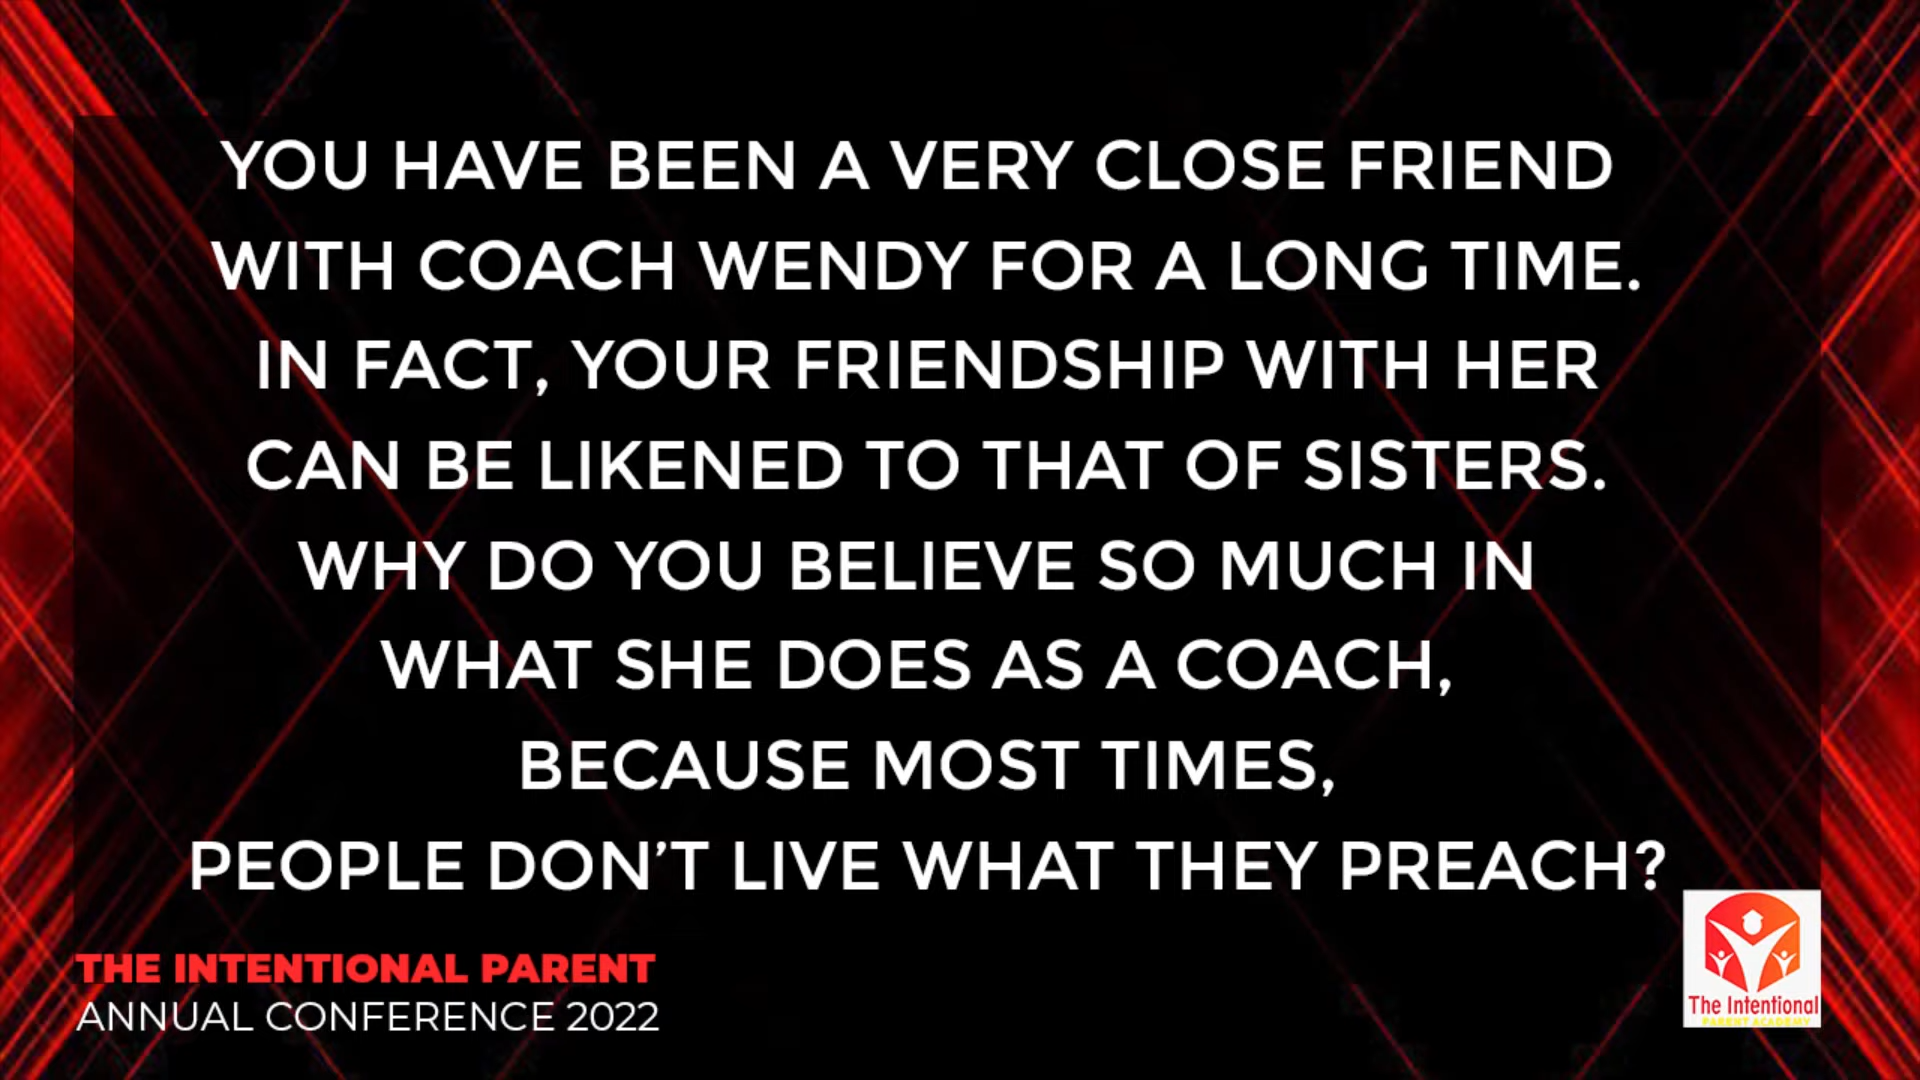 YOU HAVE BEEN A VERY CLOSE FRIEND
WITH COACH WENDY FOR A LONG TIME.
IN FACT, YOUR FRIENDSHIP WITH HER
CAN BE LIKENED TO THAT OF SISTERS.
WHY DO YOU BELIEVE SO MUCH IN
WHAT SHE DOES AS A COACH,
BECAUSE MOST TIMES,
PEOPLE DON'T LIVE WHAT THEY PREACH?
THE INTENTIONAL PARENT
ANNUAL CONFERENCE 2022
The Intentional
PARENT ACADEMY